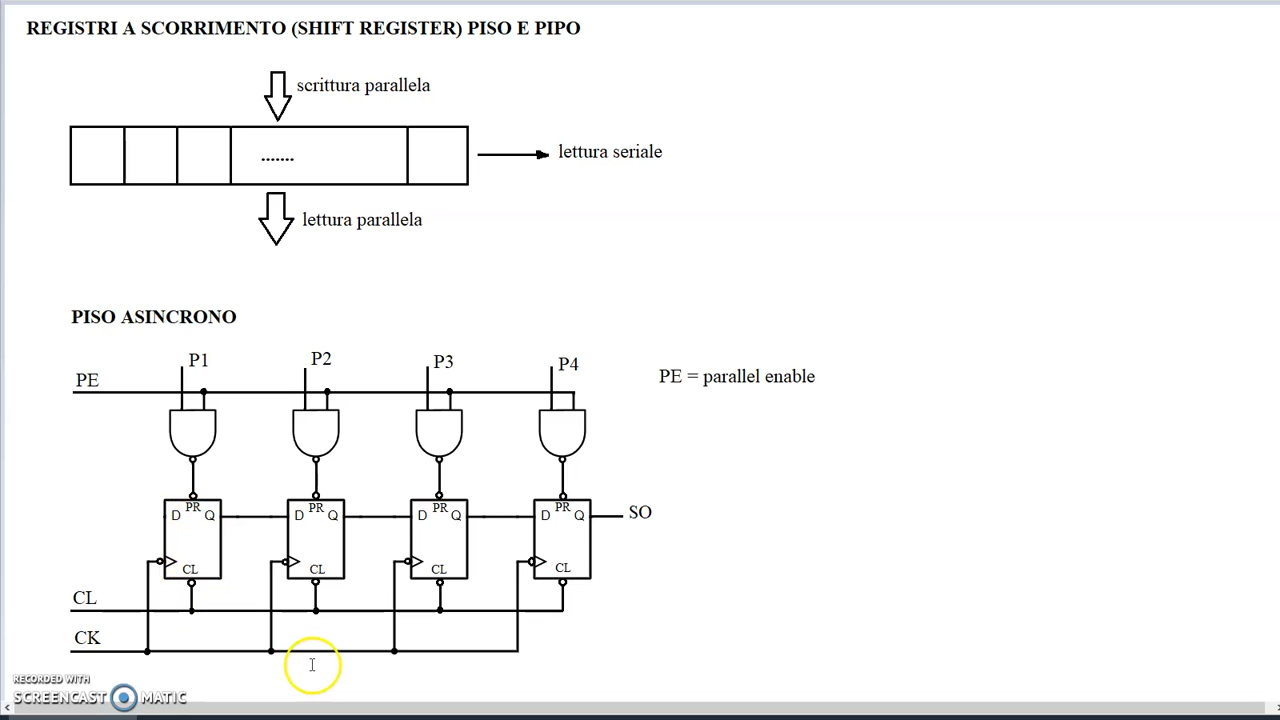 REGISTRI A SCORRIMENTO (SHIFT REGISTER) PISO E PIPO
scrittura parallela
.......
lettura seriale
lettura parallela
PISO ASINCRONO
P1 P2 P3 P4
PE
PE = parallel enable
PR PR PR PR
D Q D Q D Q D Q SO
CL CL CL CL
CL
CK
RECORDED WITH
SCREENCAST MATIC